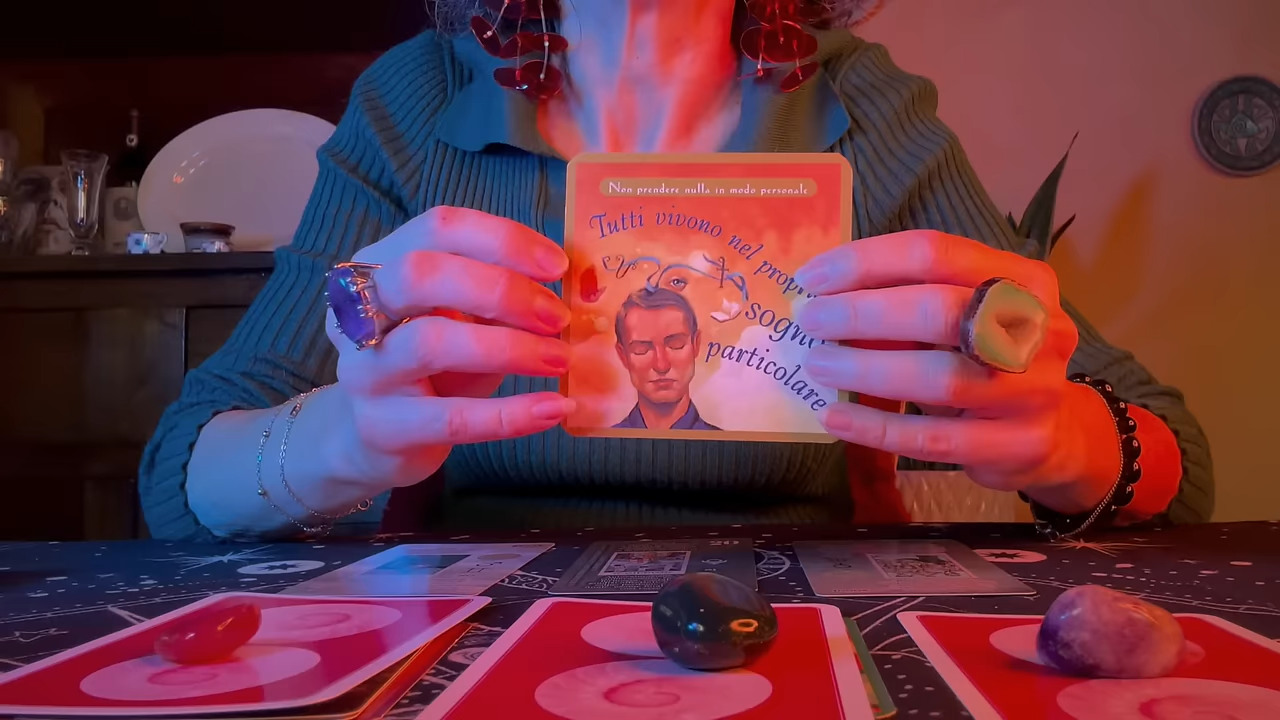 Non prendere nulla in modo personale
Tutti vivono nel
particolare